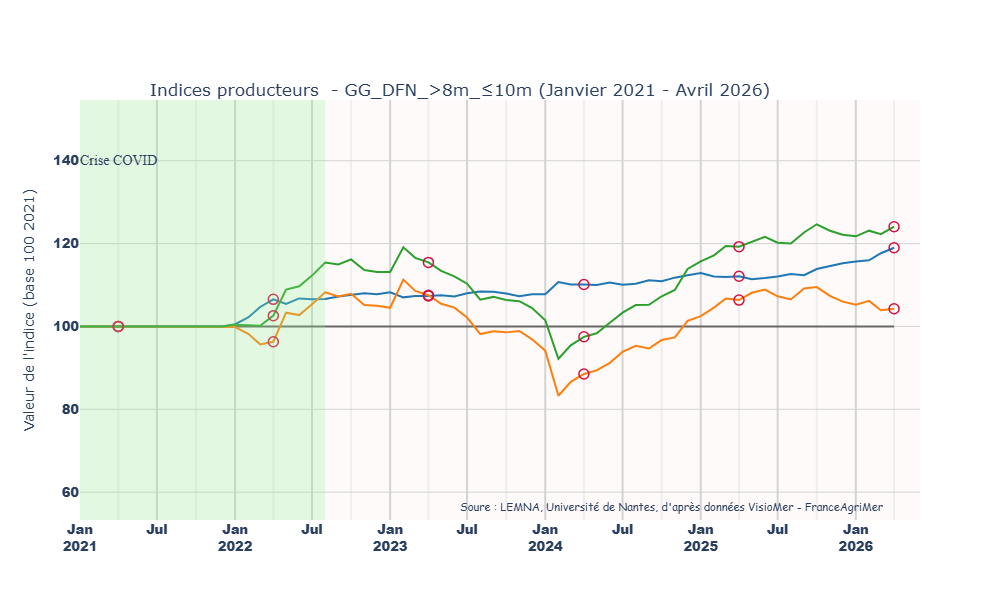 Indices producteurs - GG_DFN_>8m_≤10m (Janvier 2021 - Avril 2026)
Valeur de l'indice (base 100 2021)
140
Crise COVID
120
100
80
60
Soure : LEMNA, Université de Nantes, d'après données VisioMer - FranceAgriMer
Jan Jul Jan Jul Jan Jul Jan Jul Jan Jul Jan
2021 2022 2023 2024 2025 2026